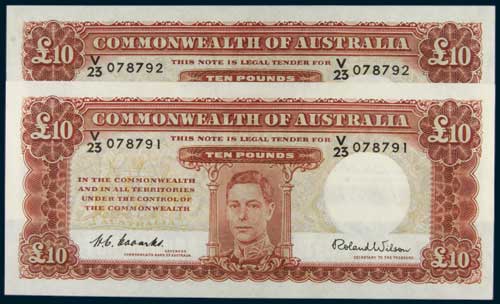 COMMONWEALTH OF AUSTRALIA
£10 THIS NOTE IS LEGAL TENDER FOR £10
V/23 078792 V/23 078792
TEN POUNDS
COMMONWEALTH OF AUSTRALIA
£10 THIS NOTE IS LEGAL TENDER FOR £10
V/23 078791 V/23 078791
TEN POUNDS
IN THE COMMONWEALTH
AND IN ALL TERRITORIES
UNDER THE CONTROL OF
THE COMMONWEALTH
Roland Wilson
GOVERNOR
COMMONWEALTH BANK OF AUSTRALIA
SECRETARY TO THE TREASURY
£10 £10